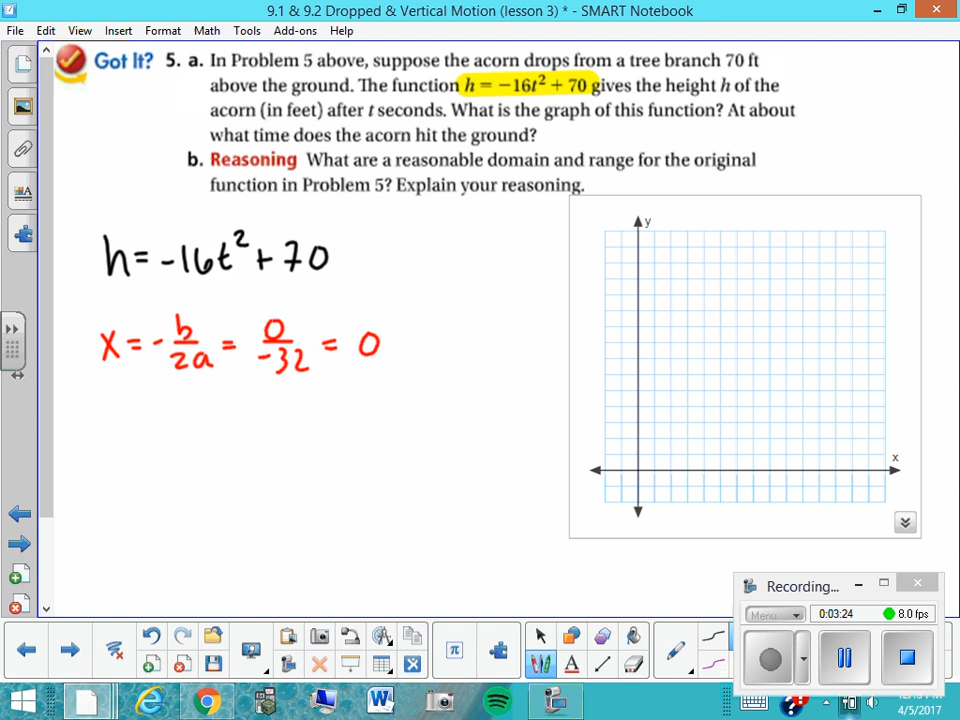 9.1 & 9.2 Dropped & Vertical Motion (lesson 3) * - SMART Notebook
File Edit View Insert Format Math Tools Add-ons Help
Got It? 5. a. In Problem 5 above, suppose the acorn drops from a tree branch 70 ft
above the ground. The function h = −16t² + 70 gives the height h of the
acorn (in feet) after t seconds. What is the graph of this function? At about
what time does the acorn hit the ground?
b. Reasoning What are a reasonable domain and range for the original
function in Problem 5? Explain your reasoning.
y
h = -16t² + 70
x = - b/2a = 0/-32 = 0
x
Recording...
Menu 0:03:24 8.0 fps
π
A
4/5/2017